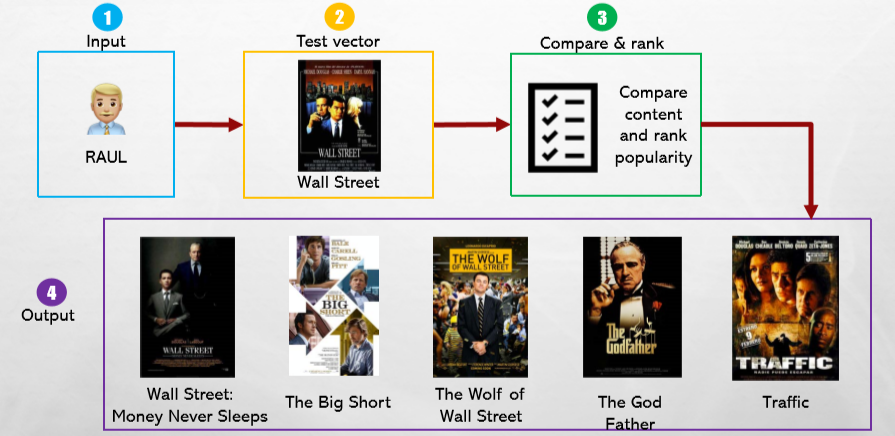 1
Input
RAUL
2
Test vector
WALL STREET
Wall Street
3
Compare & rank
Compare
content
and rank
popularity
4
Output
WALL STREET
Wall Street:
Money Never Sleeps
THE
BIG
SHORT
The Big Short
THE WOLF
OF WALL STREET
The Wolf of
Wall Street
The
Godfather
The God
Father
TRAFFIC
Traffic